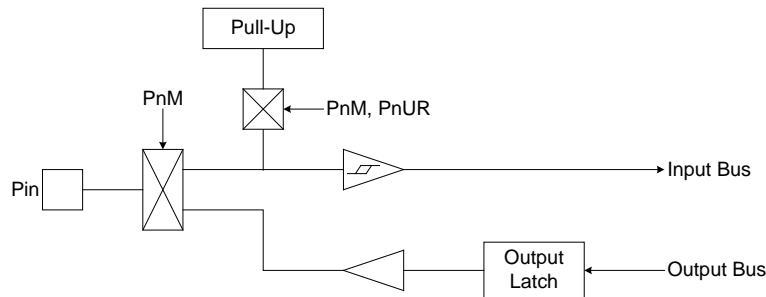 Pull-Up
PnM
PnM, PnUR
Pin
Input Bus
Output
Latch
Output Bus